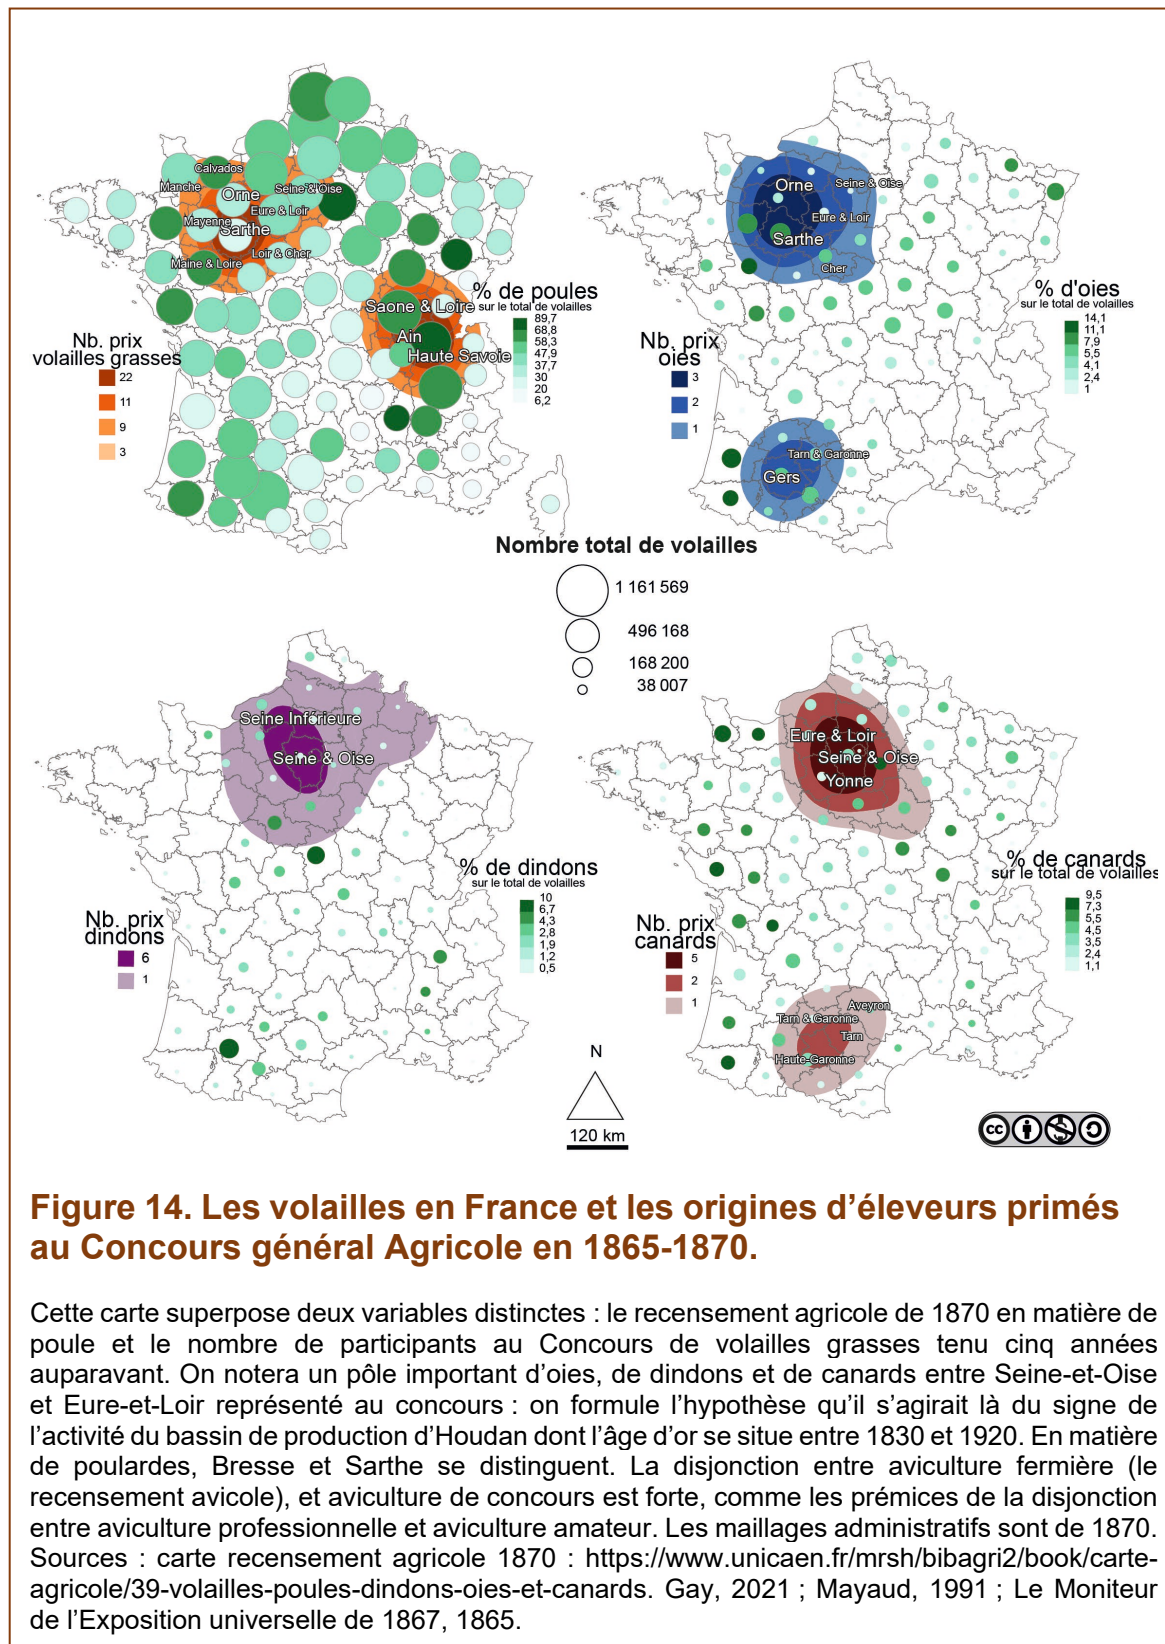 Calvados
Manche
Orne
Seine & Oise
Eure & Loir
Mayenne
Sarthe
Loir & Cher
Maine & Loire
Saone & Loire
Ain
Haute Savoie
Nb. prix
volailles grasses
22
11
9
3
% de poules
sur le total de volailles
89,7
68,8
58,3
47,9
37,7
30
20
6,2
Orne
Seine & Oise
Eure & Loir
Sarthe
Cher
Tarn & Garonne
Gers
Nb. prix
oies
3
2
1
% d'oies
sur le total de volailles
14,1
11,1
7,9
5,5
4,1
2,4
1
Nombre total de volailles
1 161 569
496 168
168 200
38 007
Seine Inférieure
Seine & Oise
Nb. prix
dindons
6
1
% de dindons
sur le total de volailles
10
6,7
4,3
2,8
1,9
1,2
0,5
Eure & Loir
Seine & Oise
Yonne
Aveyron
Tarn & Garonne
Tarn
Haute-Garonne
Nb. prix
canards
5
2
1
% de canards
sur le total de volailles
9,5
7,3
5,5
4,5
3,5
2,4
1,1
N
120 km
cc
Figure 14. Les volailles en France et les origines d’éleveurs primés
au Concours général Agricole en 1865-1870.
Cette carte superpose deux variables distinctes : le recensement agricole de 1870 en matière de
poule et le nombre de participants au Concours de volailles grasses tenu cinq années
auparavant. On notera un pôle important d’oies, de dindons et de canards entre Seine-et-Oise
et Eure-et-Loir représenté au concours : on formule l’hypothèse qu’il s’agirait là du signe de
l’activité du bassin de production d’Houdan dont l’âge d’or se situe entre 1830 et 1920. En matière
de poulardes, Bresse et Sarthe se distinguent. La disjonction entre aviculture fermière (le
recensement avicole), et aviculture de concours est forte, comme les prémices de la disjonction
entre aviculture professionnelle et aviculture amateur. Les maillages administratifs sont de 1870.
Sources : carte recensement agricole 1870 : https://www.unicaen.fr/mrsh/bibagri2/book/carte-
agricole/39-volailles-poules-dindons-oies-et-canards. Gay, 2021 ; Mayaud, 1991 ; Le Moniteur
de l’Exposition universelle de 1867, 1865.